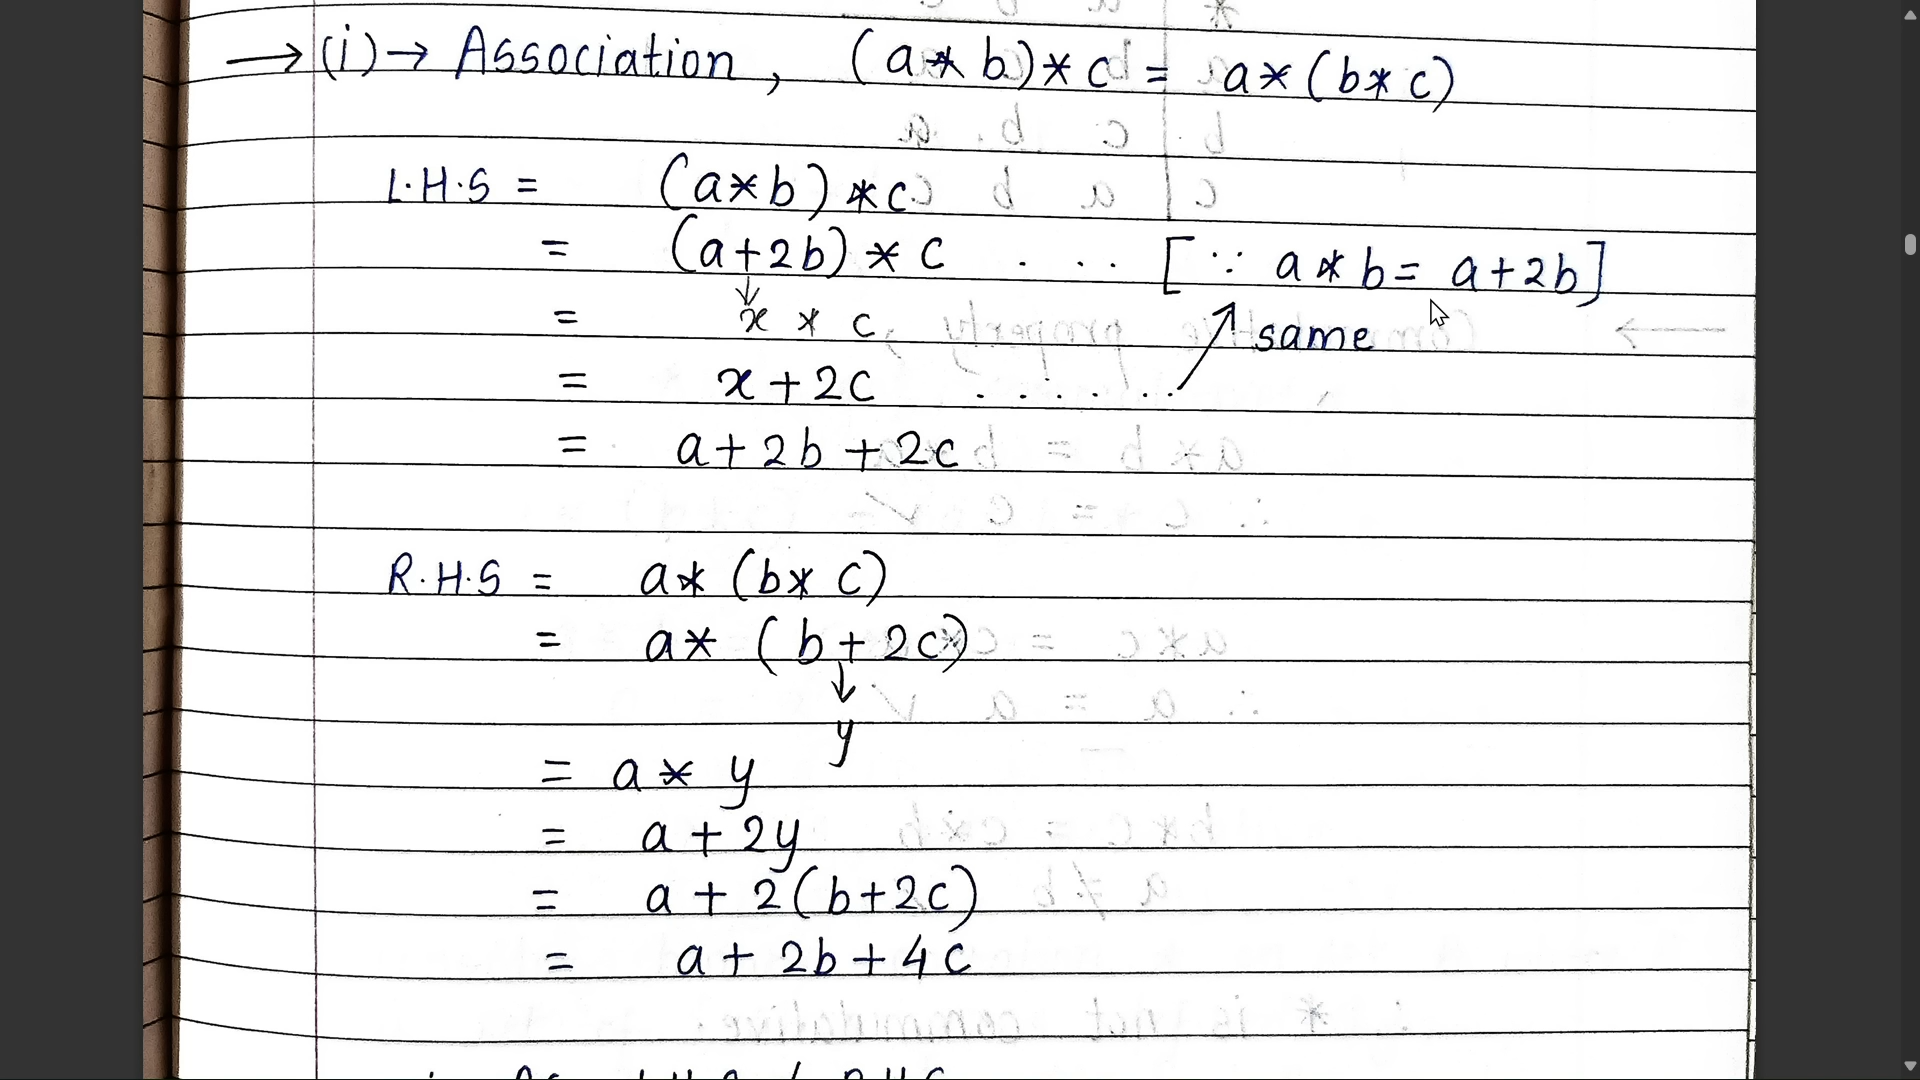 → (i) → Association, (a * b) * c = a * (b * c)
L.H.S = (a * b) * c
= (a + 2b) * c . . . . [∵ a * b = a + 2b]
↓
= x * c same
= x + 2c . . . . . . .
= a + 2b + 2c
R.H.S = a * (b * c)
= a * (b + 2c)
↓
y
= a * y
= a + 2y
= a + 2(b + 2c)
= a + 2b + 4c